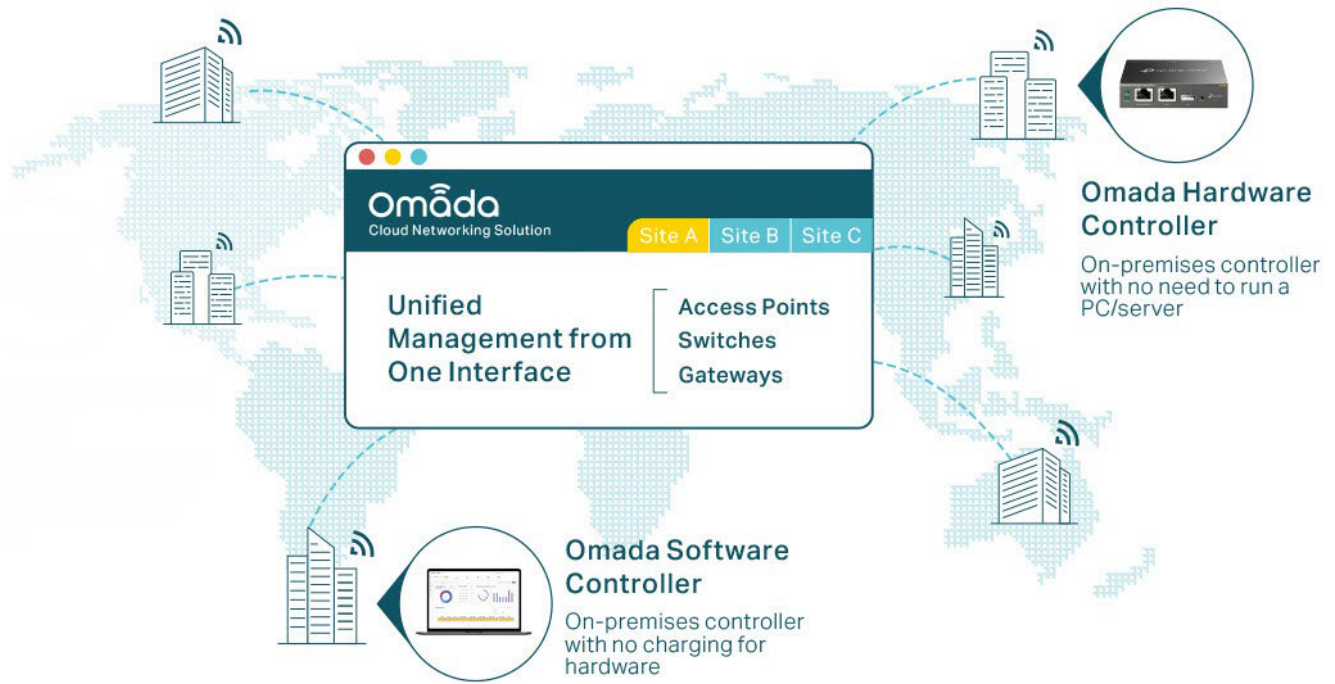 Omada
Cloud Networking Solution
Site A
Site B
Site C
Unified
Management from
One Interface
Access Points
Switches
Gateways
Omada Hardware
Controller
On-premises controller
with no need to run a
PC/server
Omada Software
Controller
On-premises controller
with no charging for
hardware